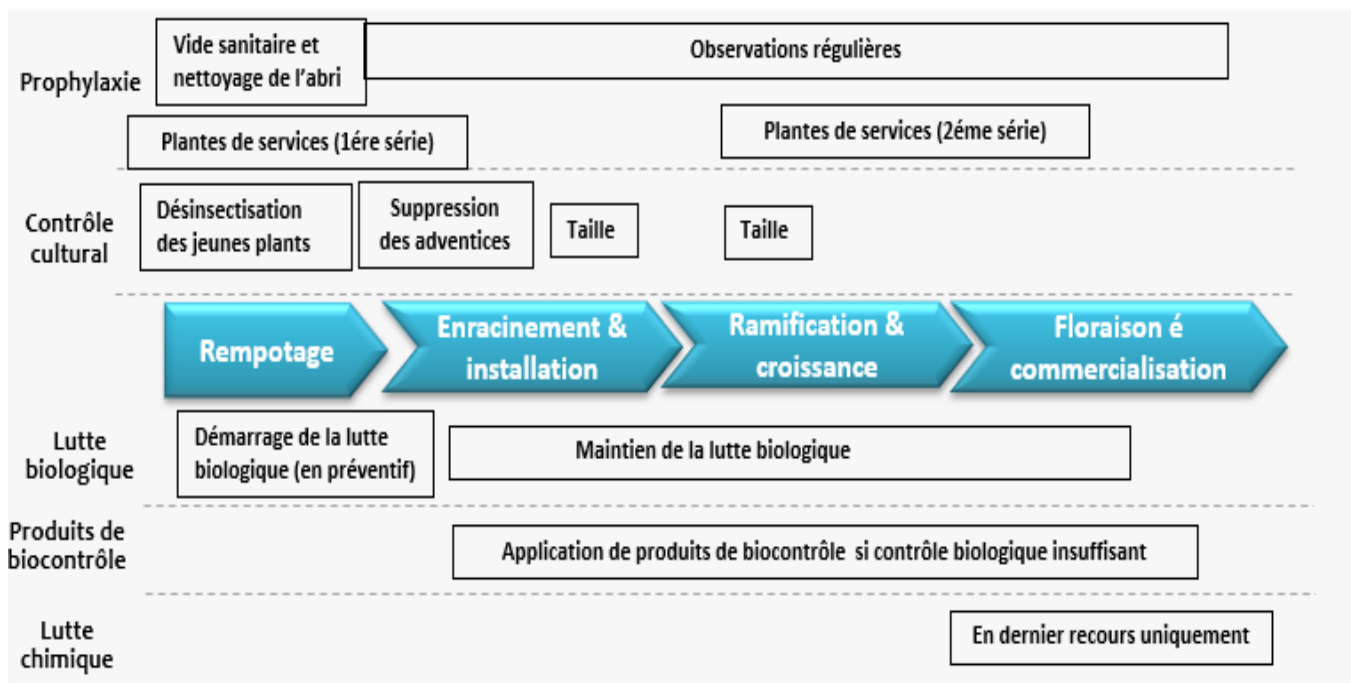 Prophylaxie
Vide sanitaire et
nettoyage de l'abri
Observations régulières
Plantes de services (1ére série)
Plantes de services (2éme série)
Contrôle
cultural
Désinsectisation
des jeunes plants
Suppression
des adventices
Taille
Taille
Rempotage
Enracinement &
installation
Ramification &
croissance
Floraison é
commercialisation
Lutte
biologique
Démarrage de la lutte
biologique (en préventif)
Maintien de la lutte biologique
Produits de
biocontrôle
Application de produits de biocontrôle si contrôle biologique insuffisant
Lutte
chimique
En dernier recours uniquement